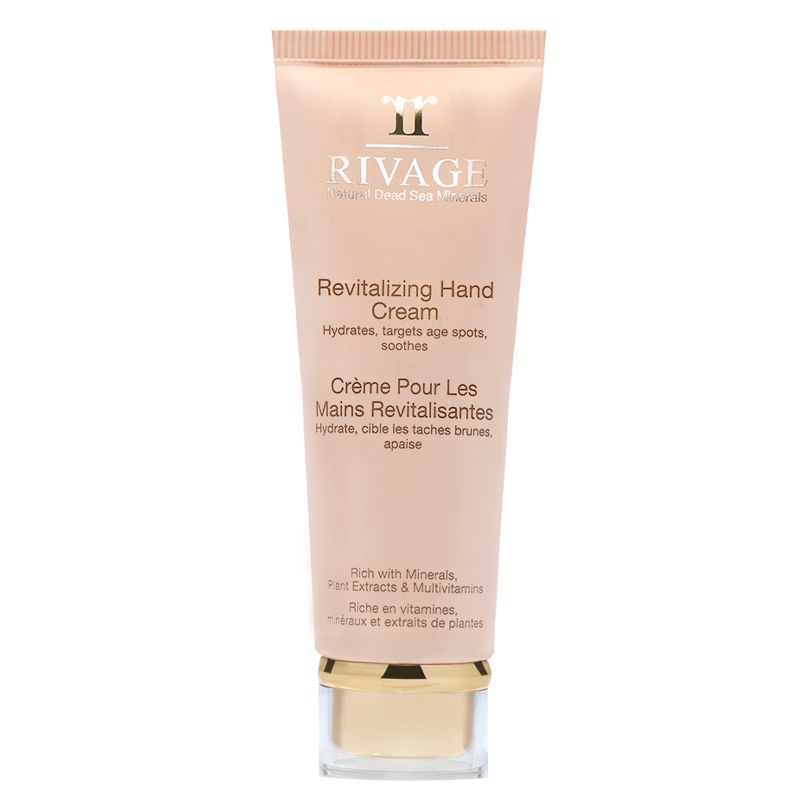 RIVAGE
Natural Dead Sea Minerals
Revitalizing Hand
Cream
Hydrates, targets age spots,
soothes
Crème Pour Les
Mains Revitalisantes
Hydrate, cible les taches brunes,
apaise
Rich with Minerals,
Plant Extracts & Multivitamins
Riche en vitamines,
minéraux et extraits de plantes